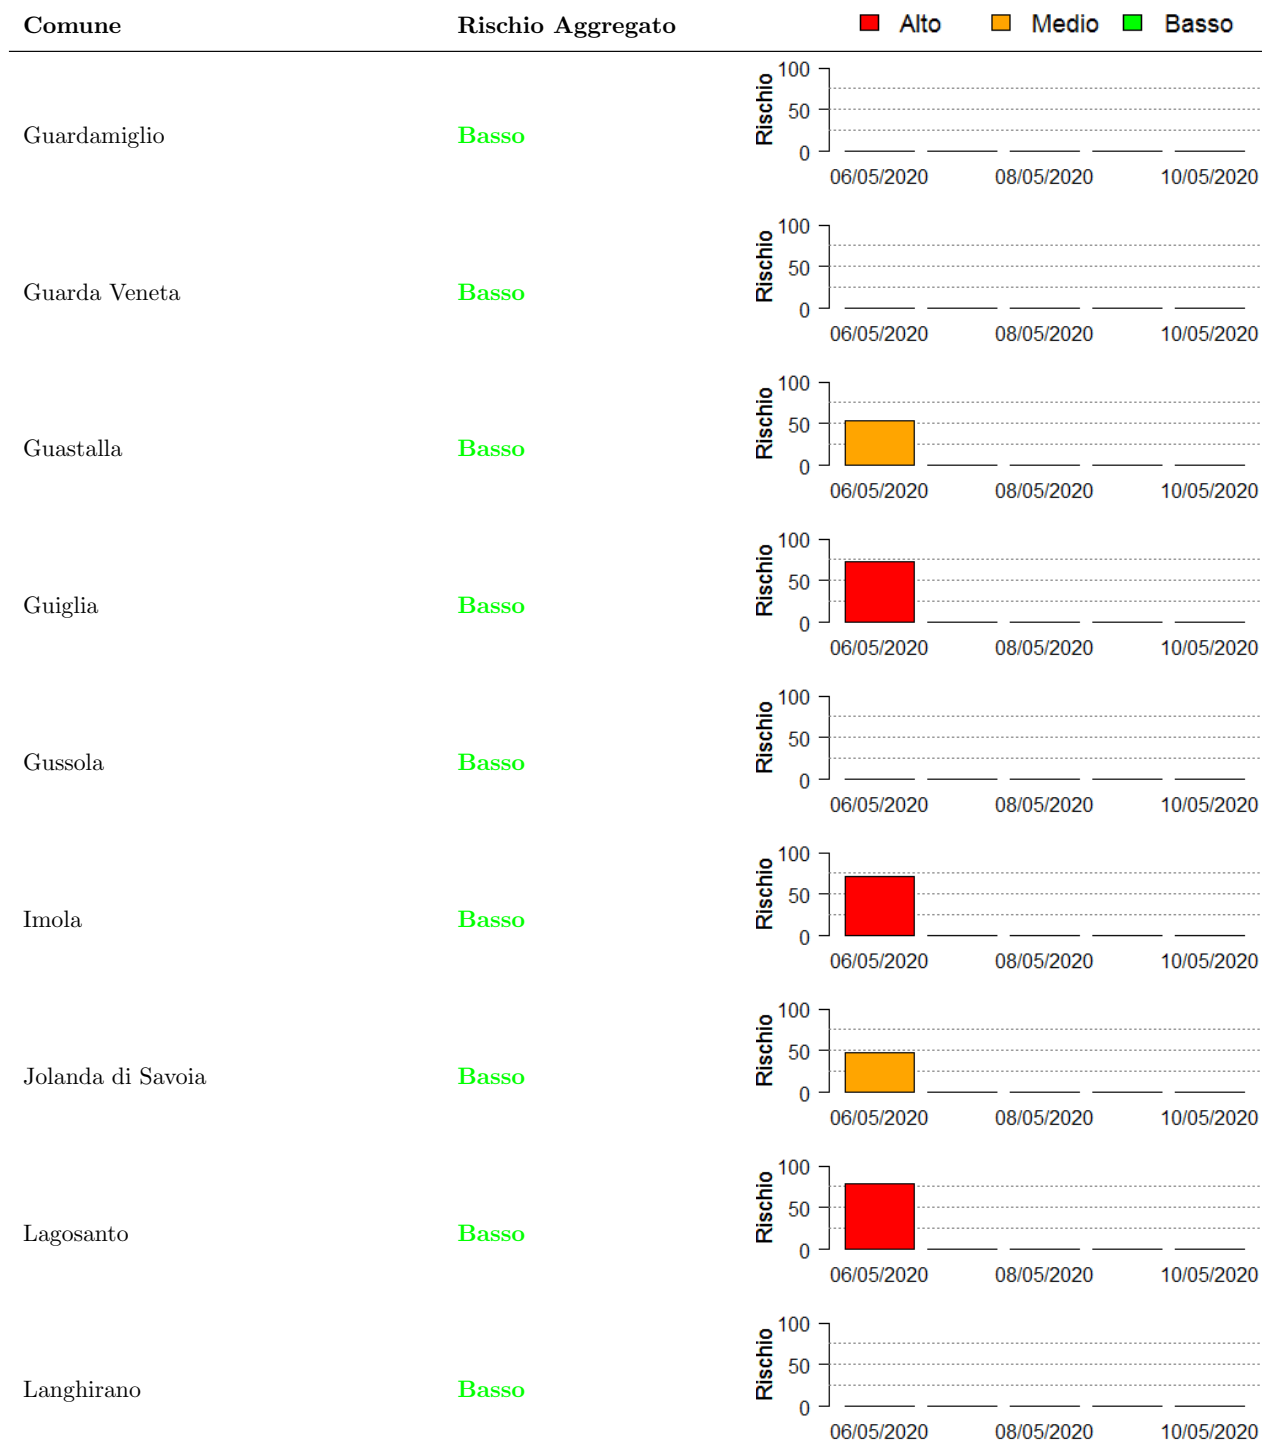 Comune Rischio Aggregato Alto Medio Basso
100
Rischio
50
Guardamiglio Basso
0
06/05/2020 08/05/2020 10/05/2020
100
Rischio
50
Guarda Veneta Basso
0
06/05/2020 08/05/2020 10/05/2020
100
Rischio
50
Guastalla Basso
0
06/05/2020 08/05/2020 10/05/2020
100
Rischio
50
Guiglia Basso
0
06/05/2020 08/05/2020 10/05/2020
100
Rischio
50
Gussola Basso
0
06/05/2020 08/05/2020 10/05/2020
100
Rischio
50
Imola Basso
0
06/05/2020 08/05/2020 10/05/2020
100
Rischio
50
Jolanda di Savoia Basso
0
06/05/2020 08/05/2020 10/05/2020
100
Rischio
50
Lagosanto Basso
0
06/05/2020 08/05/2020 10/05/2020
100
Rischio
50
Langhirano Basso
0
06/05/2020 08/05/2020 10/05/2020